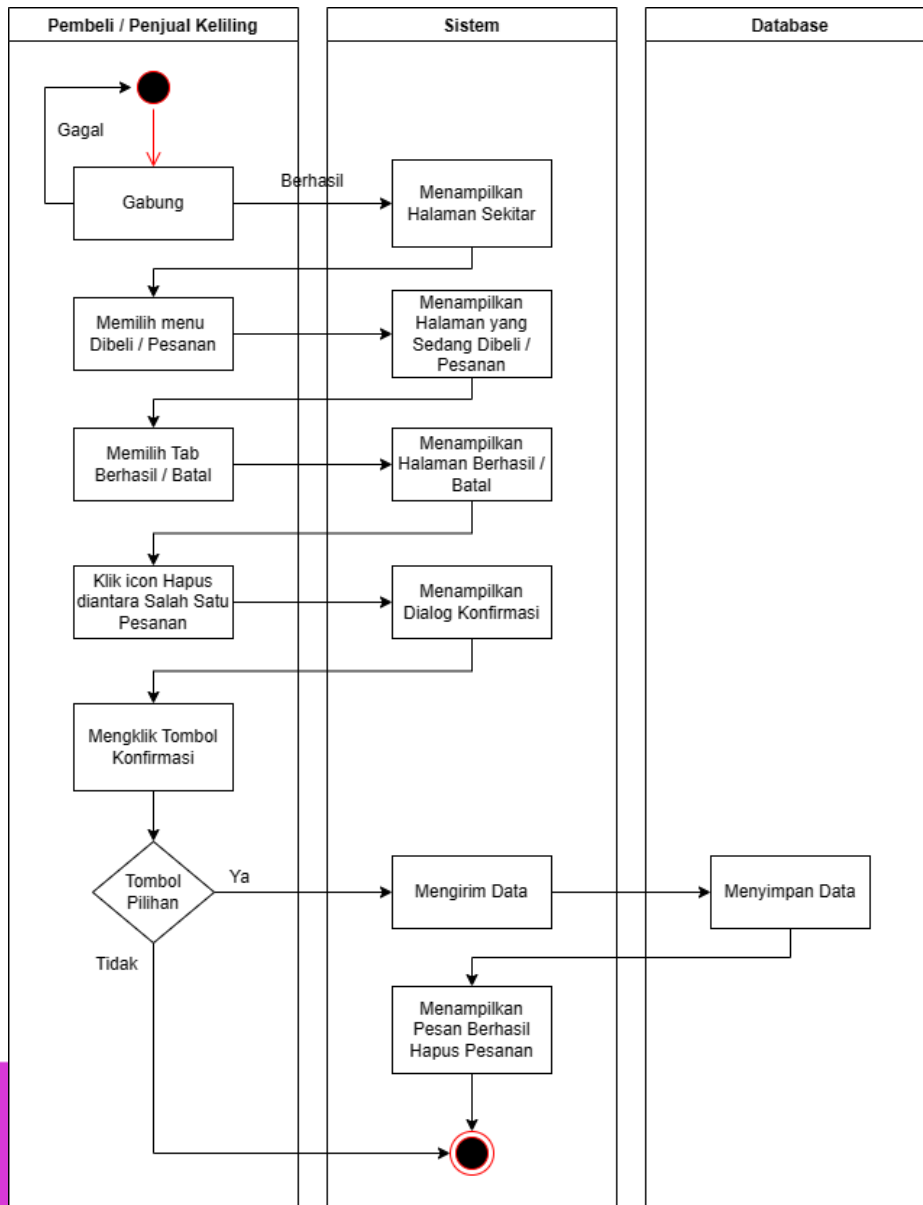 Pembeli / Penjual Keliling
Sistem
Database
Gagal
Gabung
Berhasil
Menampilkan
Halaman Sekitar
Memilih menu
Dibeli / Pesanan
Menampilkan
Halaman yang
Sedang Dibeli /
Pesanan
Memilih Tab
Berhasil / Batal
Menampilkan
Halaman Berhasil /
Batal
Klik icon Hapus
diantara Salah Satu
Pesanan
Menampilkan
Dialog Konfirmasi
Mengklik Tombol
Konfirmasi
Tombol
Pilihan
Ya
Mengirim Data
Menyimpan Data
Tidak
Menampilkan
Pesan Berhasil
Hapus Pesanan